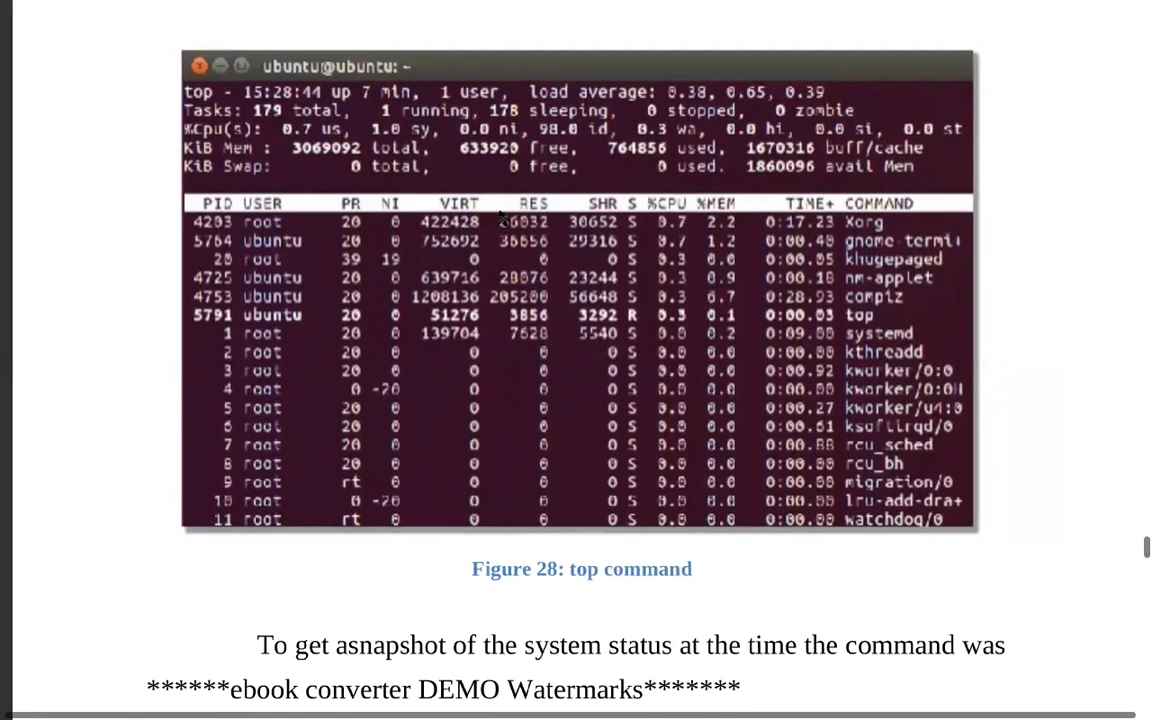 ubuntu@ubuntu: ~
top - 15:28:44 up 7 min, 1 user, load average: 0.38, 0.65, 0.39
Tasks: 179 total, 1 running, 178 sleeping, 0 stopped, 0 zombie
%Cpu(s): 0.7 us, 1.0 sy, 0.0 ni, 98.0 id, 0.3 wa, 0.0 hi, 0.0 si, 0.0 st
KiB Mem : 3069092 total, 633920 free, 764856 used, 1670316 buff/cache
KiB Swap: 0 total, 0 free, 0 used. 1860096 avail Mem
PID USER PR NI VIRT RES SHR S %CPU %MEM TIME+ COMMAND
4203 root 20 0 422428 30652 S 0.7 2.2 0:17.23 Xorg
5764 ubuntu 20 0 752692 36656 29316 S 0.7 1.2 0:00.40 gnome-termi+
28 root 39 19 0 0 0 S 0.3 0.0 0:00.05 khugepaged
4725 ubuntu 20 0 639716 28076 23244 S 0.3 0.9 0:00.18 nm-applet
4753 ubuntu 20 0 1208136 205200 56648 S 0.3 6.7 0:28.93 compiz
5791 ubuntu 20 0 51276 3856 3292 R 0.3 0.1 0:00.03 top
1 root 20 0 139704 7628 5540 S 0.0 0.2 0:09.00 systemd
2 root 20 0 0 0 0 S 0.0 0.0 0:00.00 kthreadd
3 root 20 0 0 0 0 S 0.0 0.0 0:00.92 kworker/0:0
4 root 0 -20 0 0 0 S 0.0 0.0 0:00.00 kworker/0:0H
5 root 20 0 0 0 0 S 0.0 0.0 0:00.27 kworker/u4:0
6 root 20 0 0 0 0 S 0.0 0.0 0:00.61 ksoftirqd/0
7 root 20 0 0 0 0 S 0.0 0.0 rcu_sched
8 root 20 0 0 0 0 S 0.0 0.0 0:00.00 rcu_bh
9 root rt 0 0 0 0 S 0.0 0.0 0:00.00 migration/0
10 root 0 -20 0 0 0 S 0.0 0.0 0:00.00 lru-add-dra+
11 root rt 0 0 0 0 S 0.0 0.0 0:00.00 watchdog/0
Figure 28: top command
To get asnapshot of the system status at the time the command was
******ebook converter DEMO Watermarks*******